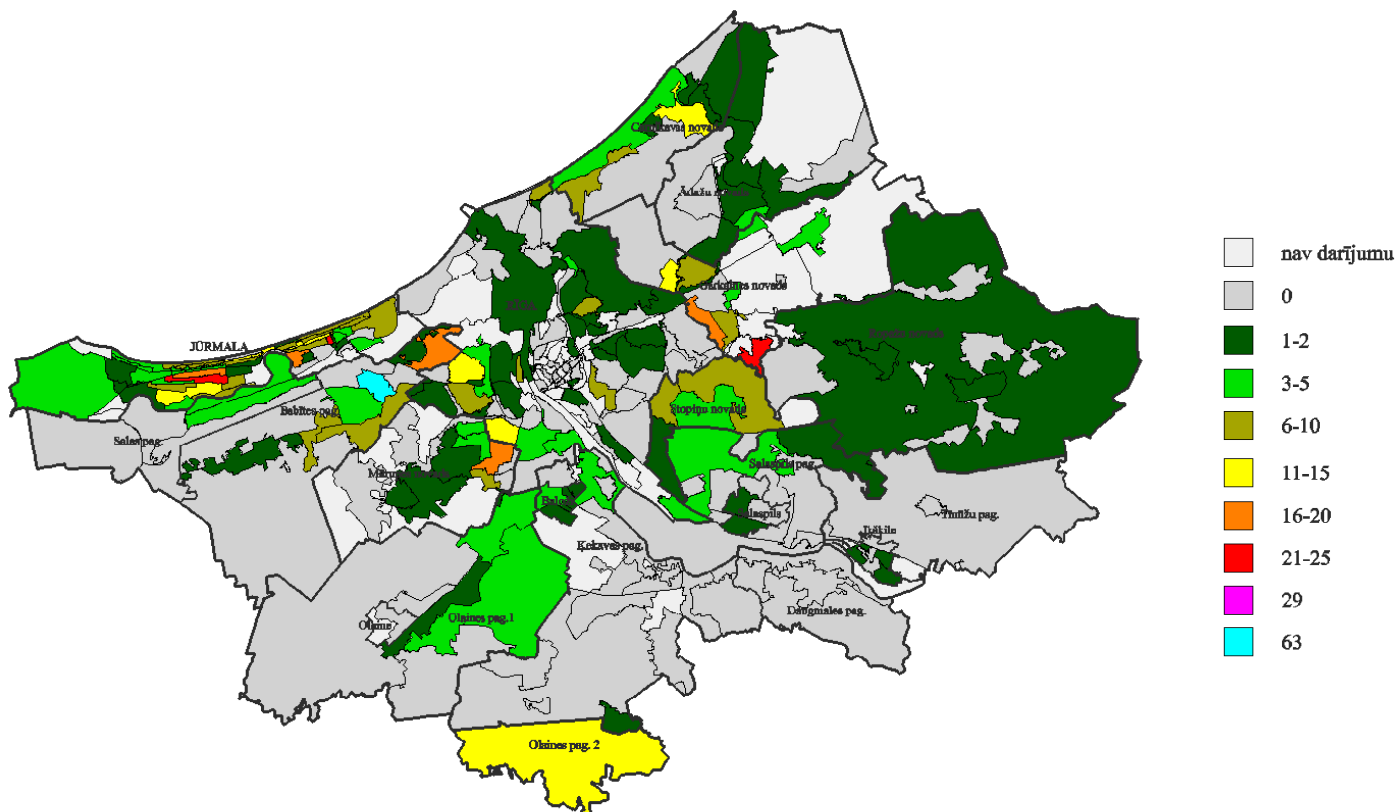 Carnikavas novads
Ādažu novads
Garkalnes novads
RĪGA
Ropažu novads
JŪRMALA
Babītes pag.
Stopiņu novads
Salas pag.
Salaspils pag.
Mārupes novads
Baloži
Salaspils
Tīnūžu pag.
Ikšķile
Ķekavas pag.
Daugmales pag.
Olaine
Olaines pag.1
Olaines pag. 2
nav darījumu
0
1-2
3-5
6-10
11-15
16-20
21-25
29
63